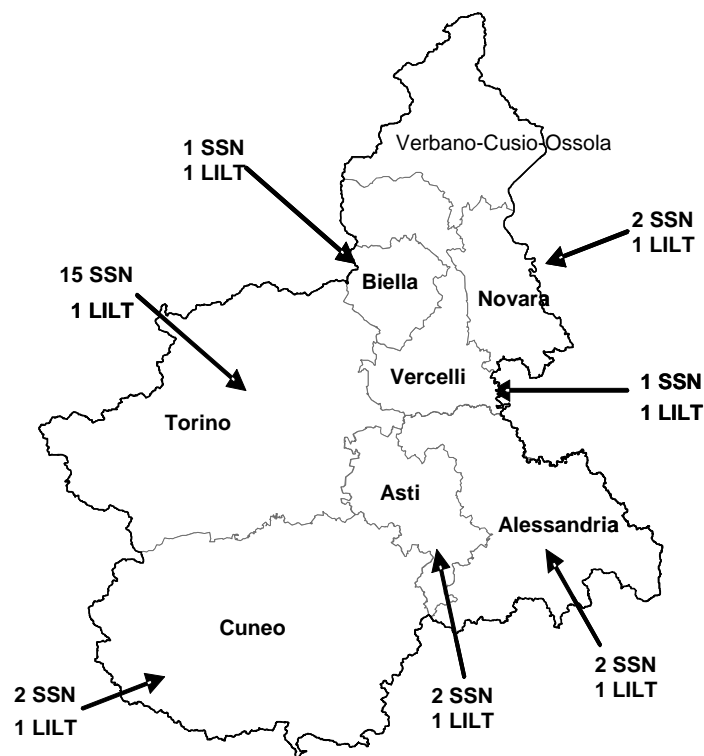 Verbano-Cusio-Ossola
1 SSN
1 LILT
2 SSN
1 LILT
15 SSN
1 LILT
Biella
Novara
Vercelli
1 SSN
1 LILT
Torino
Asti
Alessandria
Cuneo
2 SSN
1 LILT
2 SSN
1 LILT
2 SSN
1 LILT